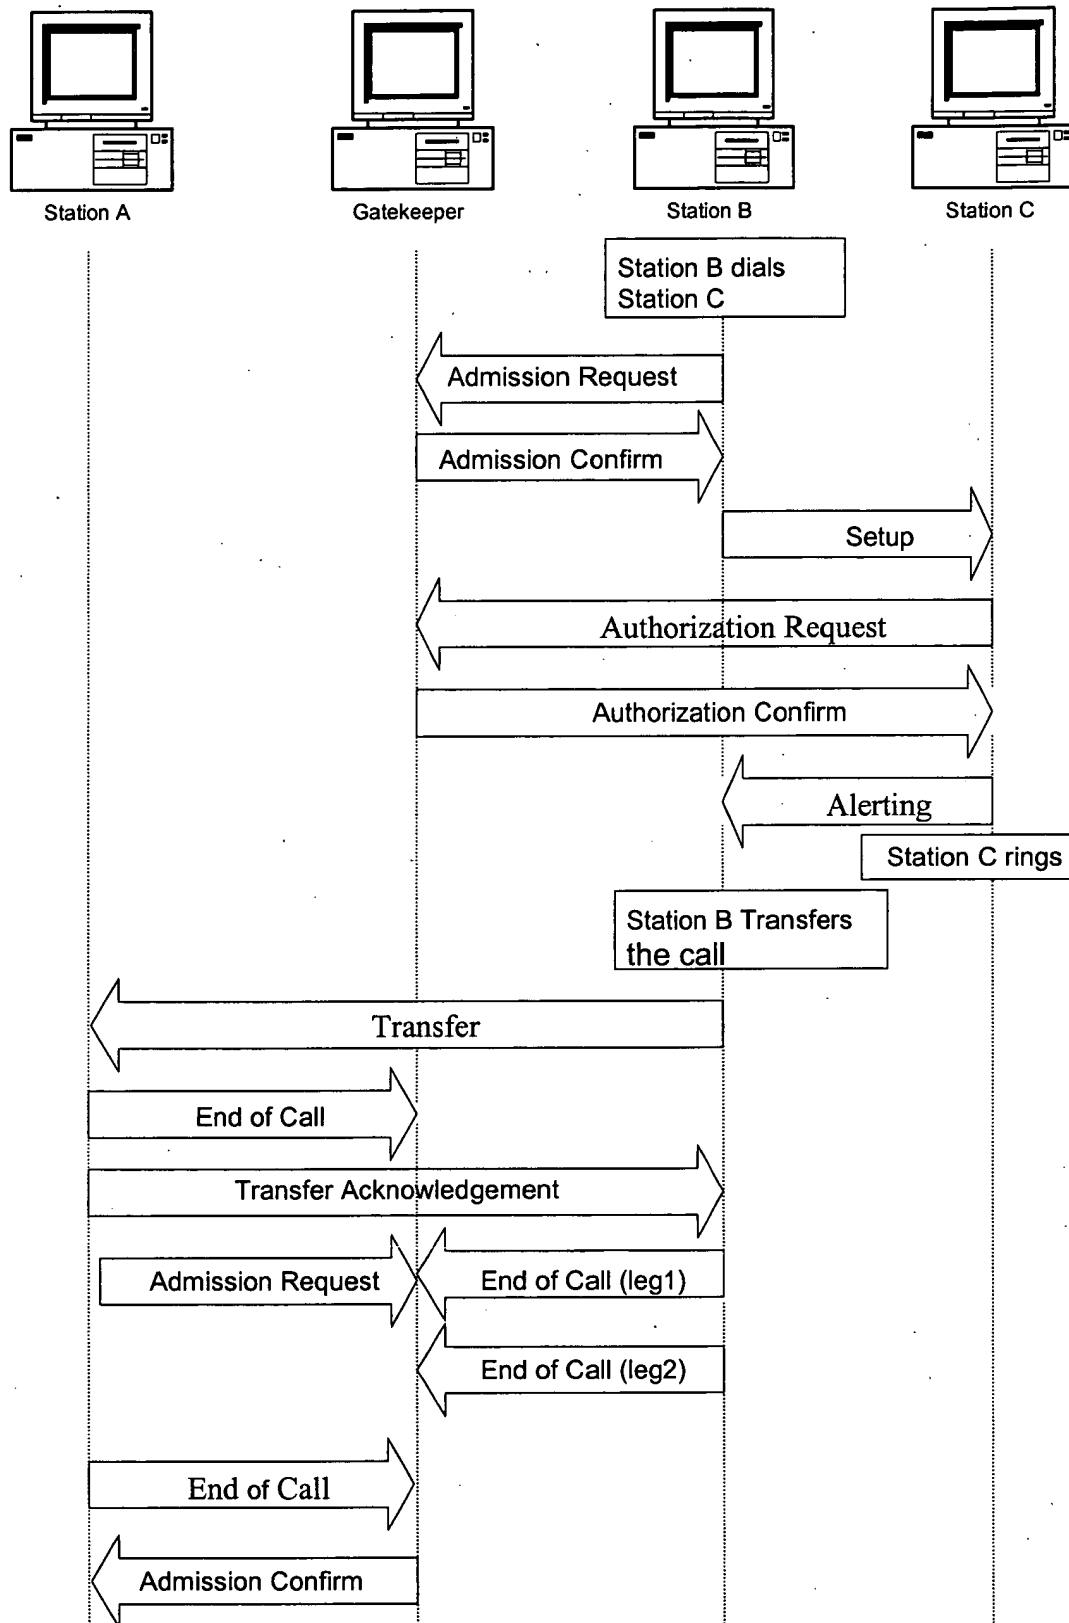 Station A
Gatekeeper
Station B
Station C
Station B dials
Station C
Admission Request
Admission Confirm
Setup
Authorization Request
Authorization Confirm
Alerting
Station C rings
Station B Transfers
the call
Transfer
End of Call
Transfer Acknowledgement
Admission Request
End of Call (leg1)
End of Call (leg2)
End of Call
Admission Confirm